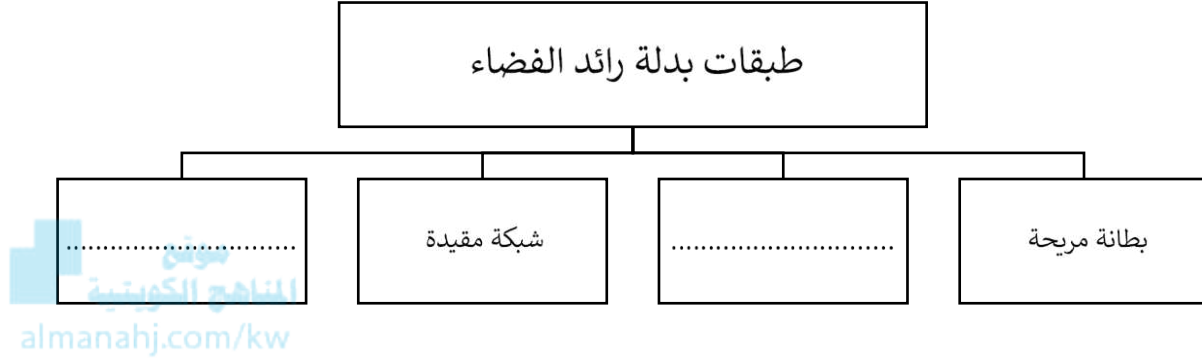 طبقات بدلة رائد الفضاء
بطانة مريحة
..............................
شبكة مقيدة
..............................
موقع
المناهج الكويتية
almanahj.com/kw